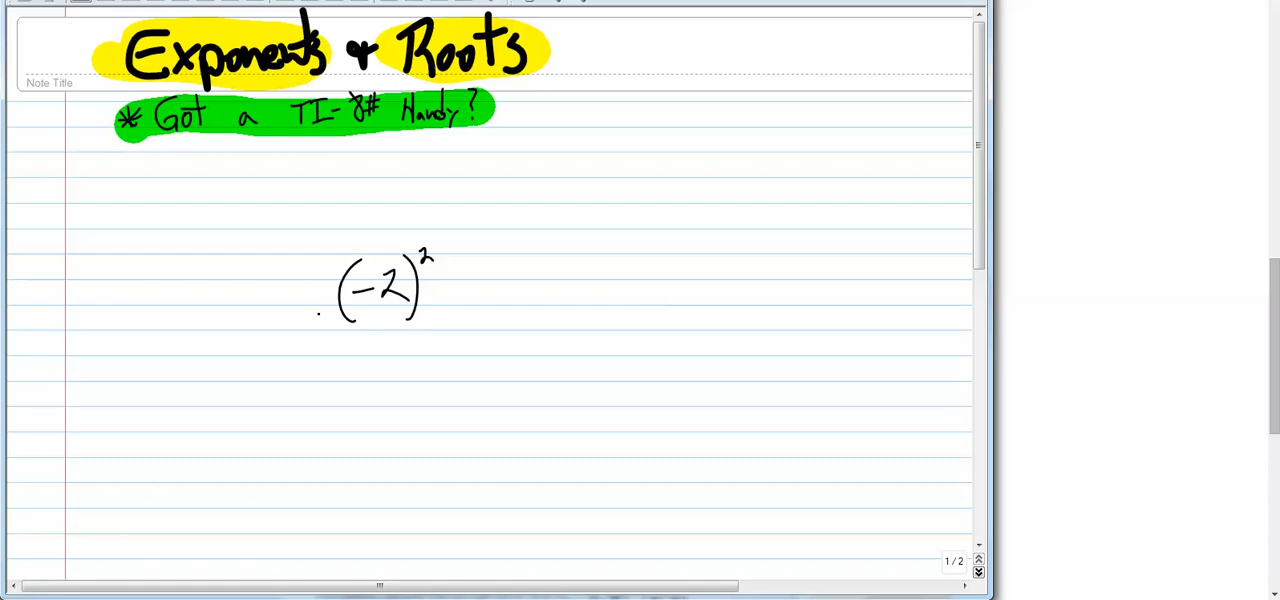 Exponents & Roots
Note Title
* Got a TI-8# Handy?
(-2)²
1 / 2